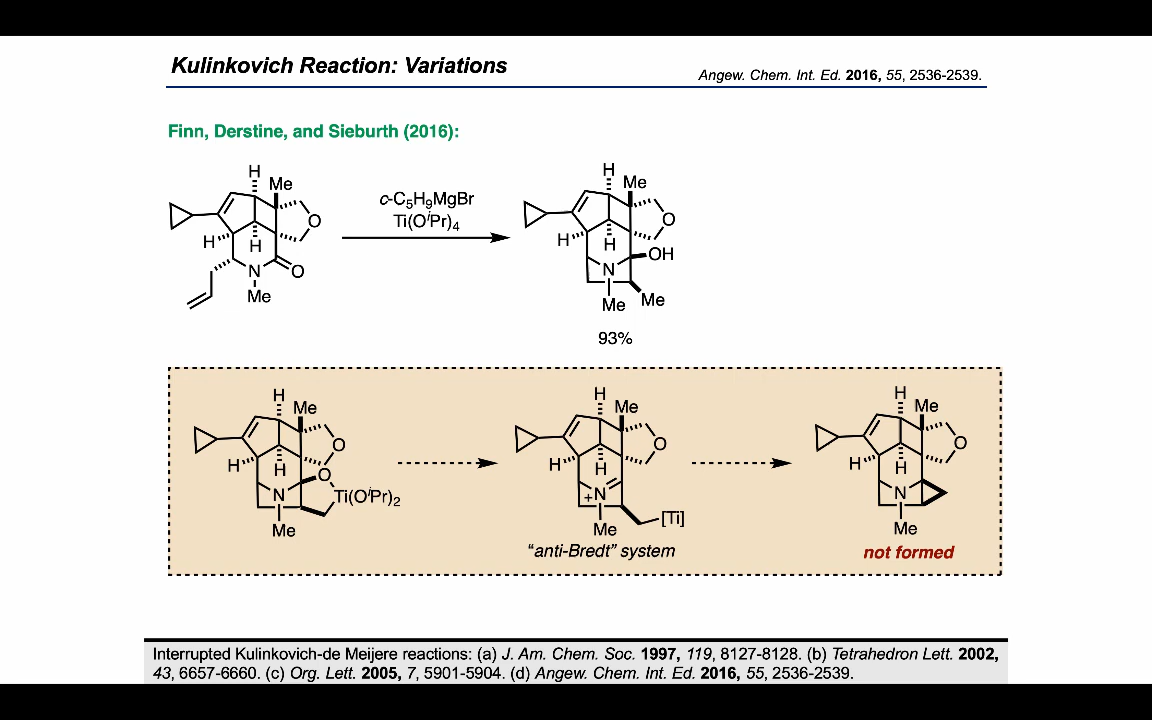 Kulinkovich Reaction: Variations
Angew. Chem. Int. Ed. 2016, 55, 2536-2539.
Finn, Derstine, and Sieburth (2016):
H
Me
O
H
H
N
O
Me
c-C5H9MgBr
Ti(OiPr)4
H
Me
O
H
H
N
OH
Me
Me
93%
H
Me
O
H
H
O
N
Ti(OiPr)2
Me
H
Me
O
H
H
+N
[Ti]
Me
"anti-Bredt" system
H
Me
O
H
H
N
Me
not formed
Interrupted Kulinkovich-de Meijere reactions: (a) J. Am. Chem. Soc. 1997, 119, 8127-8128. (b) Tetrahedron Lett. 2002,
43, 6657-6660. (c) Org. Lett. 2005, 7, 5901-5904. (d) Angew. Chem. Int. Ed. 2016, 55, 2536-2539.